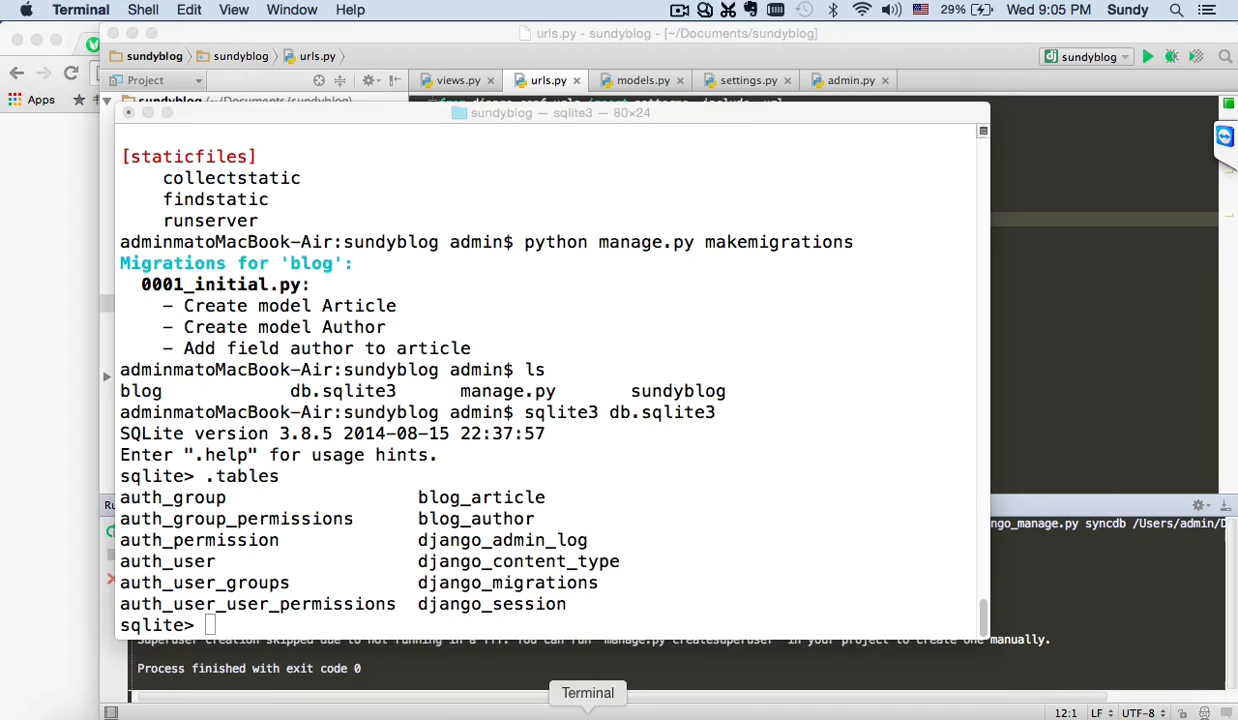 Terminal Shell Edit View Window Help 29% Wed 9:05 PM Sundy
urls.py - sundyblog - [~/Documents/sundyblog]
sundyblog sundyblog urls.py sundyblog
Project views.py urls.py models.py settings.py admin.py
Apps
sundyblog — sqlite3 — 80×24
[staticfiles]
collectstatic
findstatic
runserver
adminmatoMacBook-Air:sundyblog admin$ python manage.py makemigrations
Migrations for 'blog':
0001_initial.py:
- Create model Article
- Create model Author
- Add field author to article
adminmatoMacBook-Air:sundyblog admin$ ls
blog db.sqlite3 manage.py sundyblog
adminmatoMacBook-Air:sundyblog admin$ sqlite3 db.sqlite3
SQLite version 3.8.5 2014-08-15 22:37:57
Enter ".help" for usage hints.
sqlite> .tables
auth_group blog_article
auth_group_permissions blog_author
auth_permission django_admin_log
auth_user django_content_type
auth_user_groups django_migrations
auth_user_user_permissions django_session
sqlite>
ngo_manage.py syncdb /Users/admin/D
in your project to create one manually.
Process finished with exit code 0
Terminal
12:1 LF UTF-8